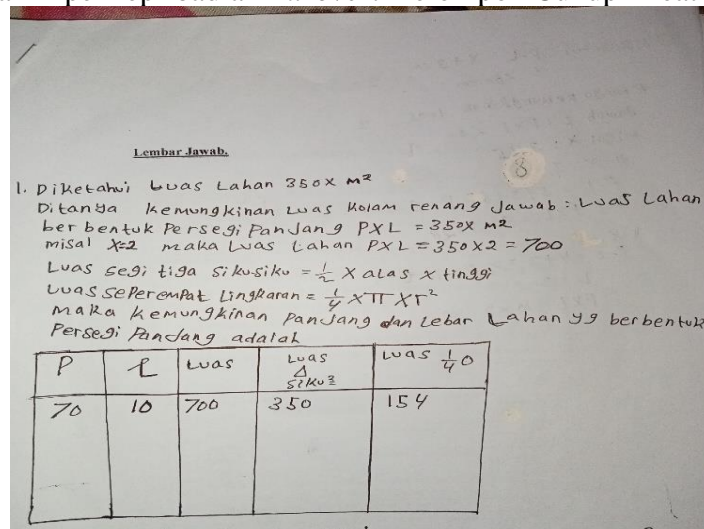 Lembar Jawab.
8
1. Diketahui Luas Lahan 350x m²
Ditanya kemungkinan Luas kolam renang Jawab : Luas Lahan
berbentuk Persegi Panjang PXL = 350x m²
misal x=2 maka Luas Lahan PXL = 350x2 = 700
Luas segi tiga siku-siku = 1/2 x alas x tinggi
Luas seperempat Lingkaran = 1/4 x π x r²
maka kemungkinan panjang dan Lebar Lahan yg berbentuk
Persegi Panjang adalah
P L Luas Luas Δ siku² Luas 1/4 O
70 10 700 350 154